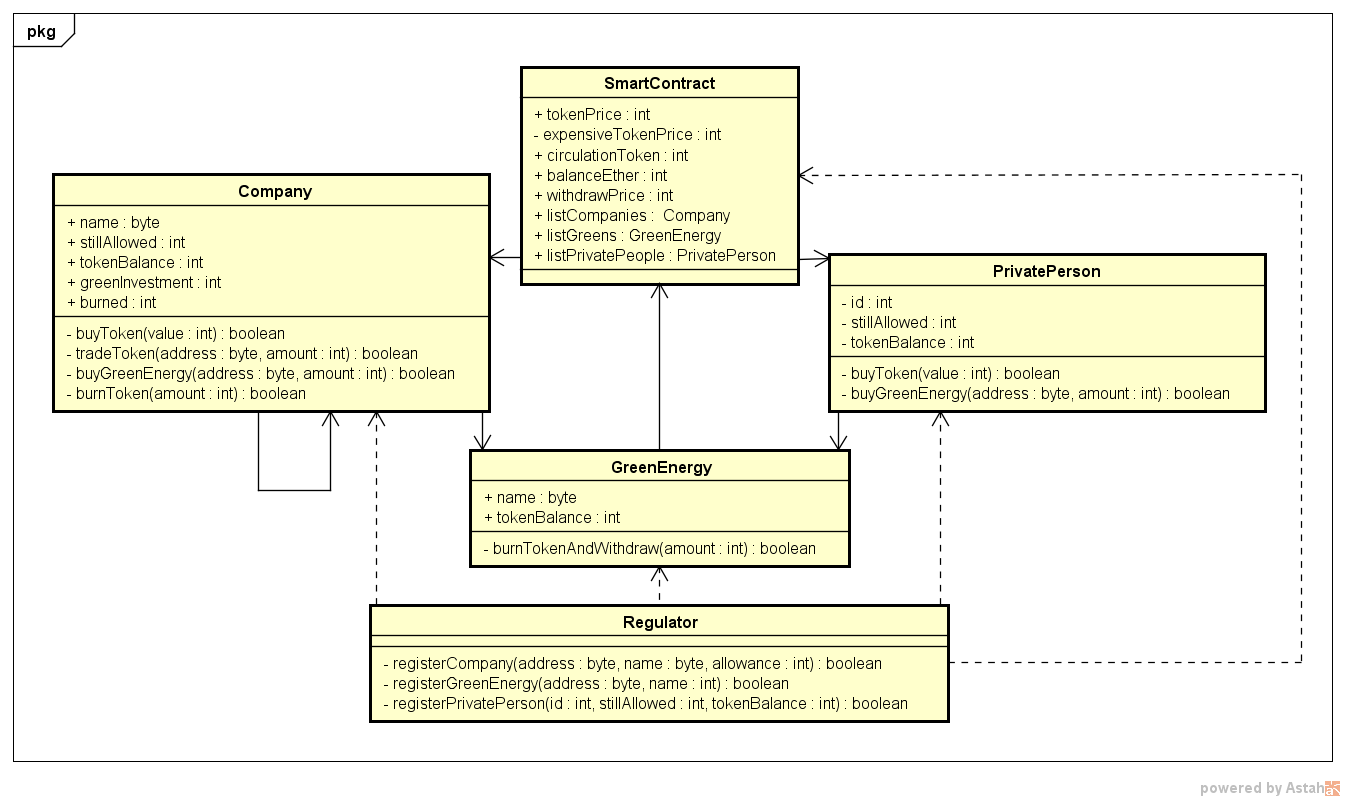 pkg
SmartContract
+ tokenPrice : int
- expensiveTokenPrice : int
+ circulationToken : int
+ balanceEther : int
+ withdrawPrice : int
+ listCompanies :  Company
+ listGreens : GreenEnergy
+ listPrivatePeople : PrivatePerson
Company
+ name : byte
+ stillAllowed : int
+ tokenBalance : int
+ greenInvestment : int
+ burned : int
- buyToken(value : int) : boolean
- tradeToken(address : byte, amount : int) : boolean
- buyGreenEnergy(address : byte, amount : int) : boolean
- burnToken(amount : int) : boolean
PrivatePerson
- id : int
- stillAllowed : int
- tokenBalance : int
- buyToken(value : int) : boolean
- buyGreenEnergy(address : byte, amount : int) : boolean
GreenEnergy
+ name : byte
+ tokenBalance : int
- burnTokenAndWithdraw(amount : int) : boolean
Regulator
- registerCompany(address : byte, name : byte, allowance : int) : boolean
- registerGreenEnergy(address : byte, name : int) : boolean
- registerPrivatePerson(id : int, stillAllowed : int, tokenBalance : int) : boolean
powered by Astah